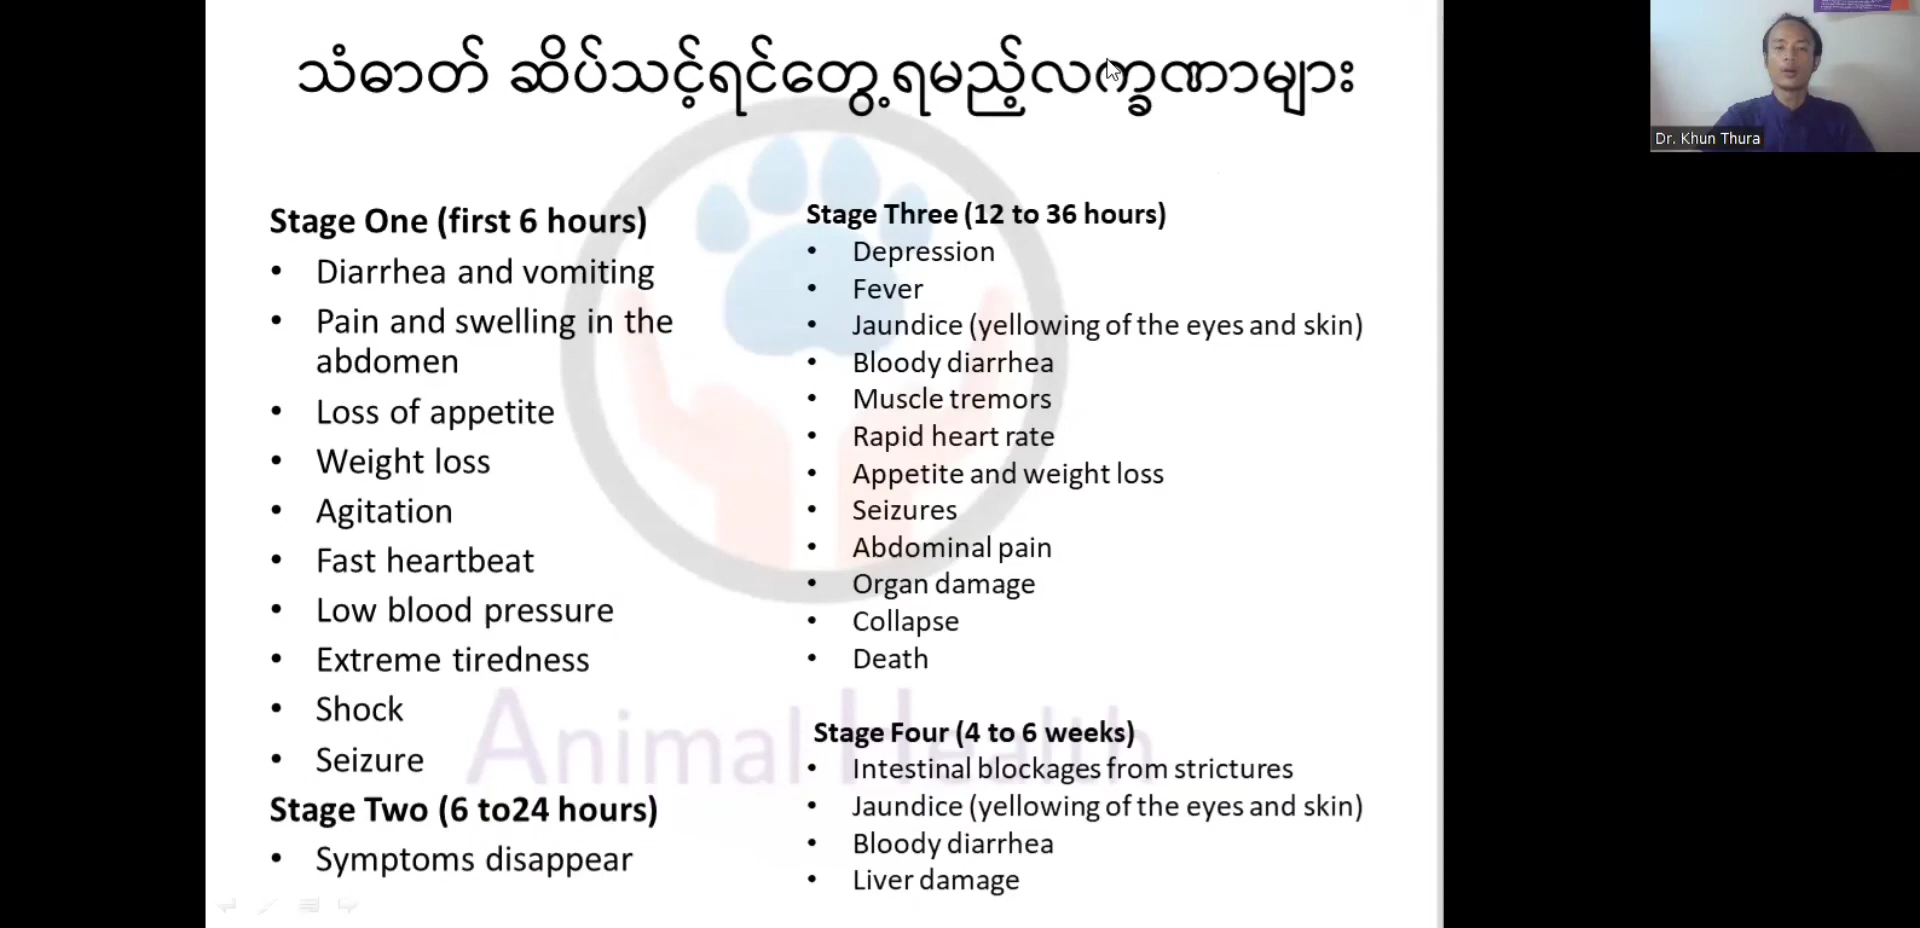 သံဓာတ် ဆိပ်သင့်ရင်တွေ့ရမည့်လက္ခဏာများ
Stage One (first 6 hours)
• Diarrhea and vomiting
• Pain and swelling in the
abdomen
• Loss of appetite
• Weight loss
• Agitation
• Fast heartbeat
• Low blood pressure
• Extreme tiredness
• Shock
• Seizure
Stage Two (6 to24 hours)
• Symptoms disappear
Stage Three (12 to 36 hours)
• Depression
• Fever
• Jaundice (yellowing of the eyes and skin)
• Bloody diarrhea
• Muscle tremors
• Rapid heart rate
• Appetite and weight loss
• Seizures
• Abdominal pain
• Organ damage
• Collapse
• Death
Stage Four (4 to 6 weeks)
• Intestinal blockages from strictures
• Jaundice (yellowing of the eyes and skin)
• Bloody diarrhea
• Liver damage
Animal Health
Dr. Khun Thura